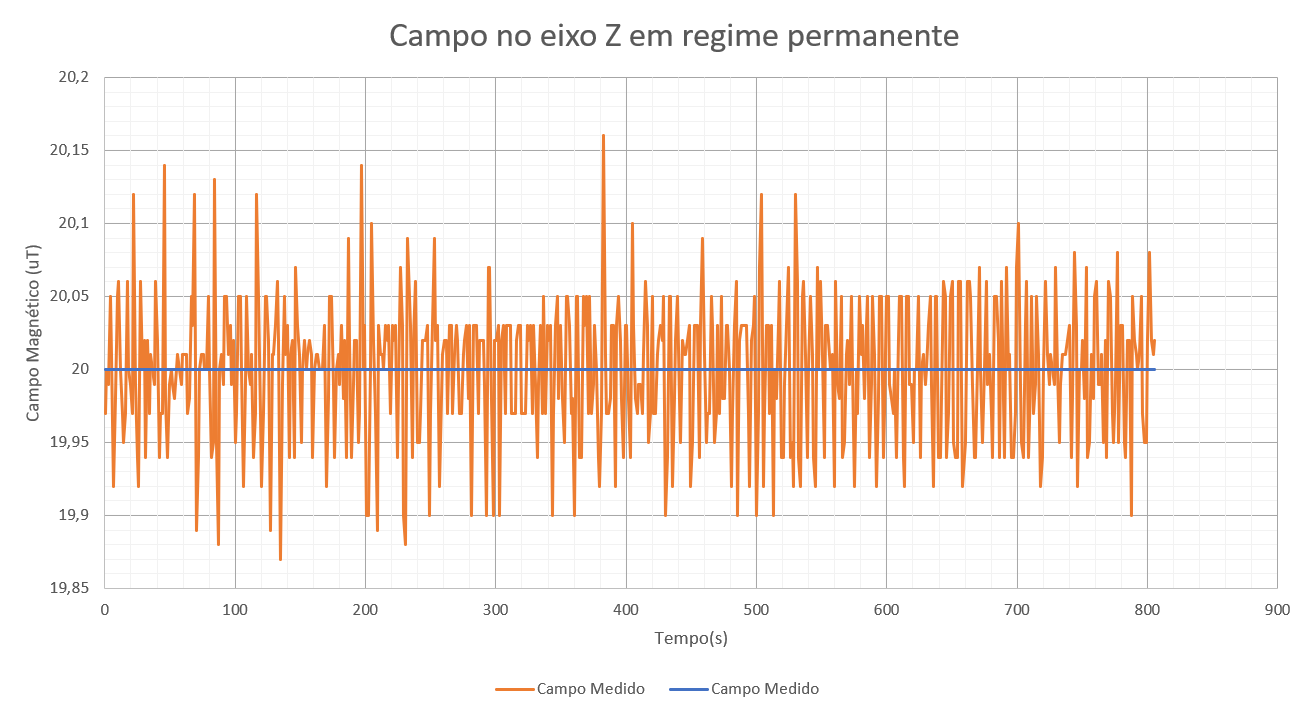 Campo no eixo Z em regime permanente
Campo Magnético (uT)
20,2
20,15
20,1
20,05
20
19,95
19,9
19,85
0 100 200 300 400 500 600 700 800 900
Tempo(s)
Campo Medido Campo Medido